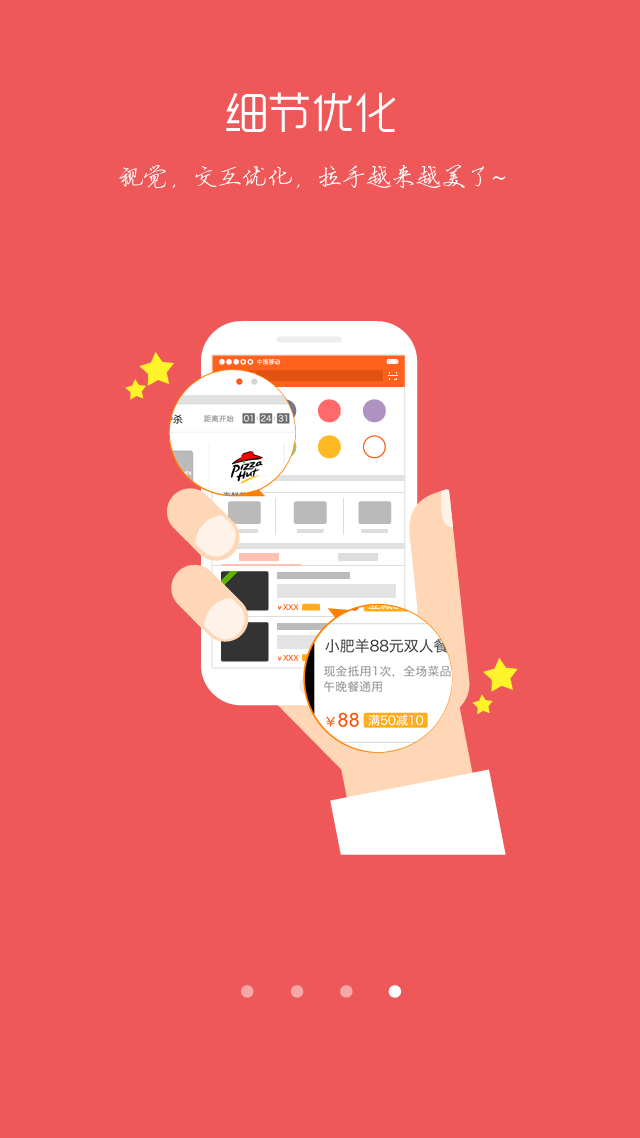 细节优化
视觉，交互优化，拉手越来越美了~
中国移动
杀 距离开始 01:24:31
Pizza Hut
¥XXX
¥XXX
小肥羊88元双人餐
现金抵用1次，全场菜品
午晚餐通用
¥88 满50减10